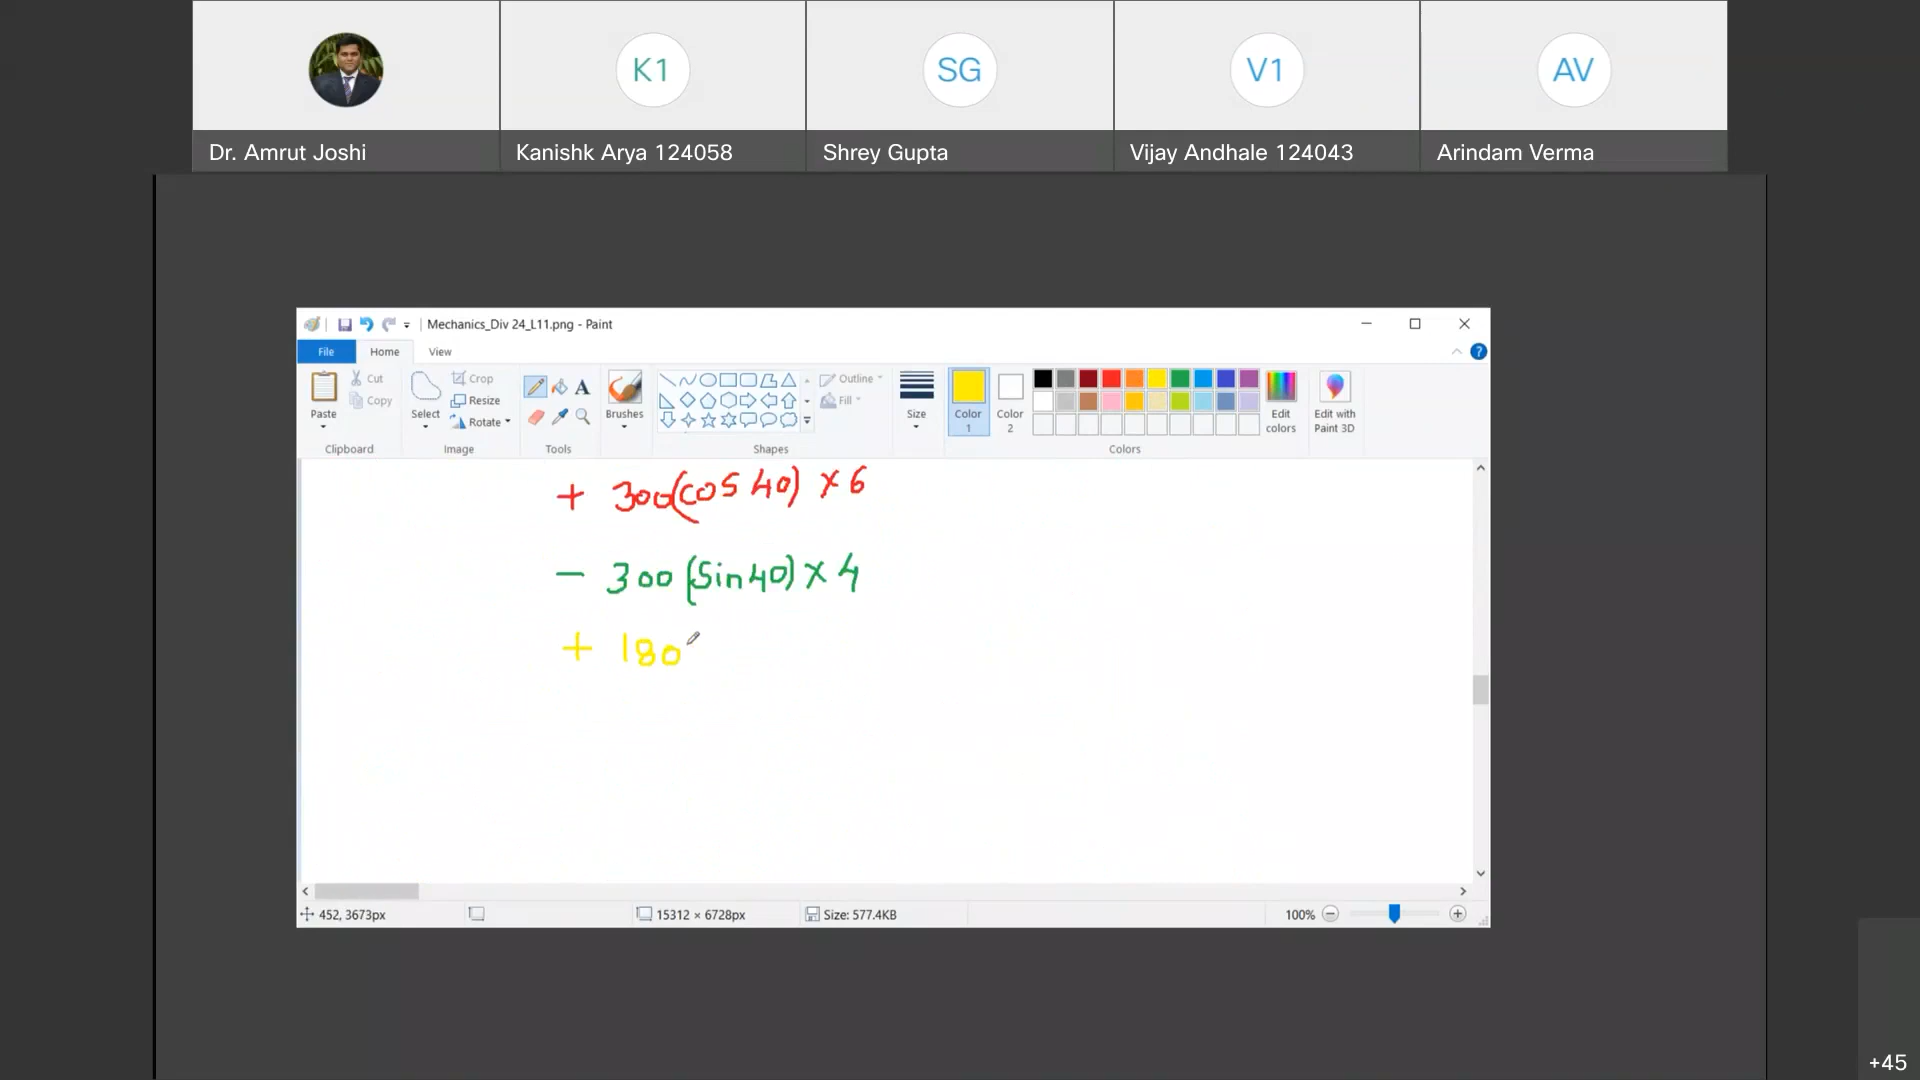 K1
SG
V1
AV
Dr. Amrut Joshi
Kanishk Arya 124058
Shrey Gupta
Vijay Andhale 124043
Arindam Verma
Mechanics_Div 24_L11.png - Paint
File
Home
View
Paste
Cut
Copy
Clipboard
Select
Crop
Resize
Rotate
Image
A
Tools
Brushes
Outline
Fill
Shapes
Size
Color 1
Color 2
Edit colors
Edit with Paint 3D
Colors
?
+ 300(cos 40) × 6
− 300 (Sin40) × 4
+ 180
452, 3673px
15312 × 6728px
Size: 577.4KB
100%
+45